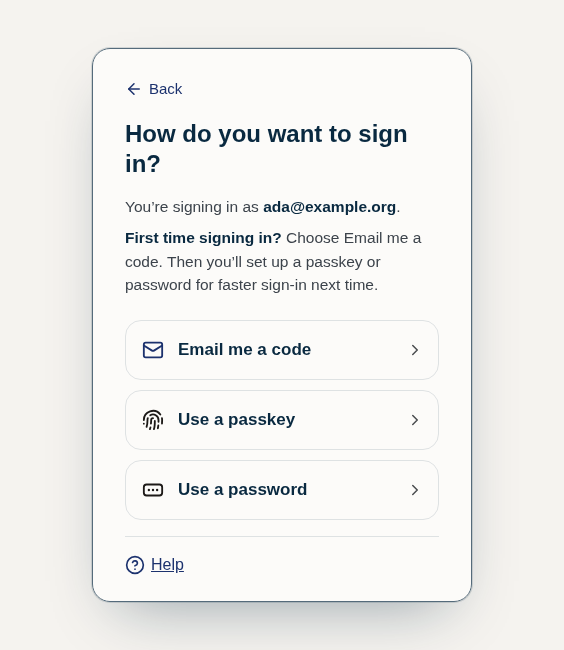 Back
How do you want to sign
in?
You’re signing in as ada@example.org.
First time signing in? Choose Email me a
code. Then you’ll set up a passkey or
password for faster sign-in next time.
Email me a code
Use a passkey
Use a password
Help